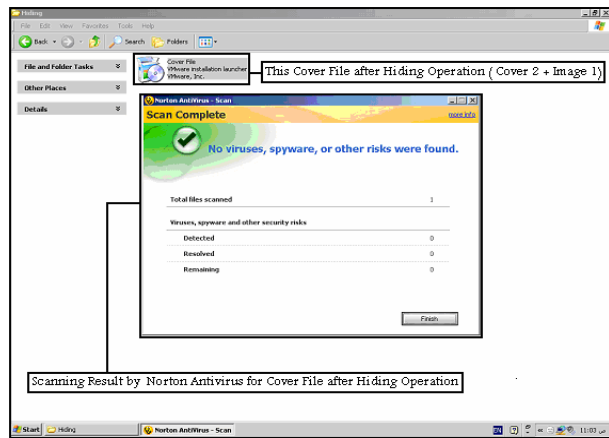 Hiding
File Edit View Favorites Tools Help
Back Search Folders
File and Folder Tasks
Other Places
Details
Cover File
VMware installation launcher
VMware, Inc.
This Cover File after Hiding Operation ( Cover 2 + Image 1)
Norton AntiVirus - Scan
Scan Complete
more info
No viruses, spyware, or other risks were found.
Total files scanned 1
Viruses, spyware and other security risks
Detected 0
Resolved 0
Remaining 0
Finish
Scanning Result by Norton Antivirus for Cover File after Hiding Operation
Start Hiding Norton AntiVirus - Scan EN 11:03 ص